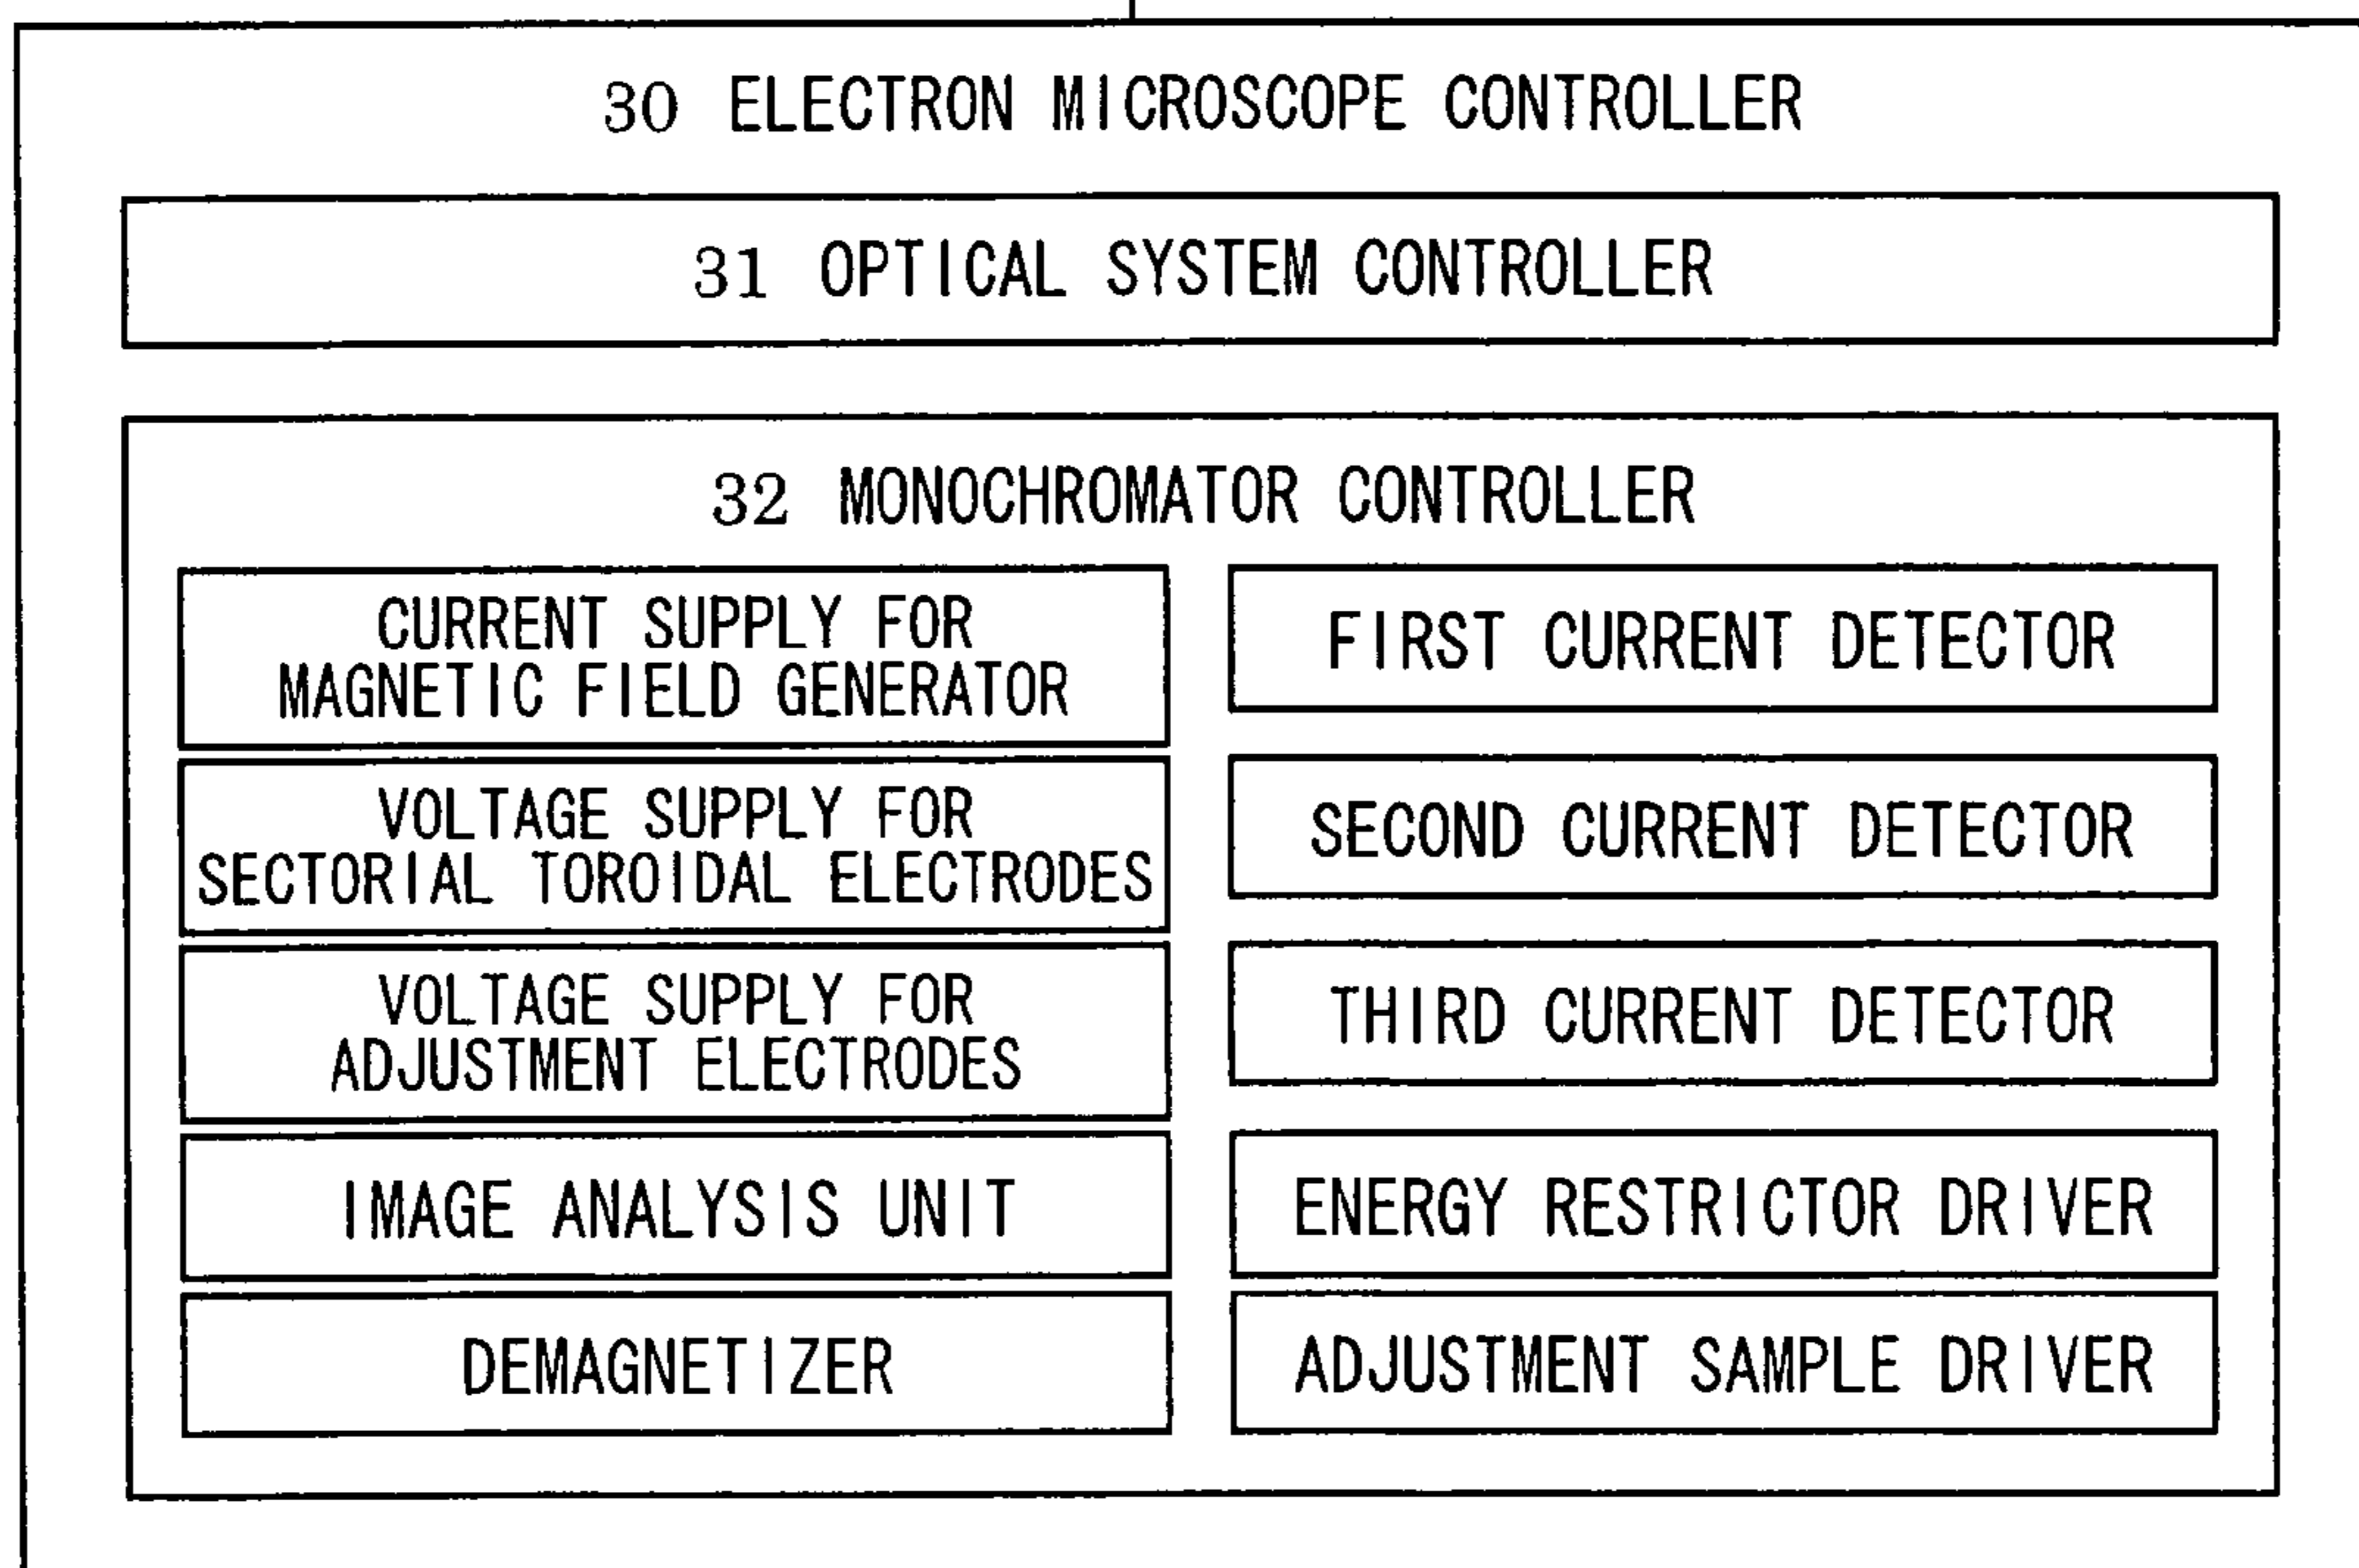 30 ELECTRON MICROSCOPE CONTROLLER
31 OPTICAL SYSTEM CONTROLLER
32 MONOCHROMATOR CONTROLLER
CURRENT SUPPLY FOR
MAGNETIC FIELD GENERATOR
VOLTAGE SUPPLY FOR
SECTORIAL TOROIDAL ELECTRODES
VOLTAGE SUPPLY FOR
ADJUSTMENT ELECTRODES
IMAGE ANALYSIS UNIT
DEMAGNETIZER
FIRST CURRENT DETECTOR
SECOND CURRENT DETECTOR
THIRD CURRENT DETECTOR
ENERGY RESTRICTOR DRIVER
ADJUSTMENT SAMPLE DRIVER